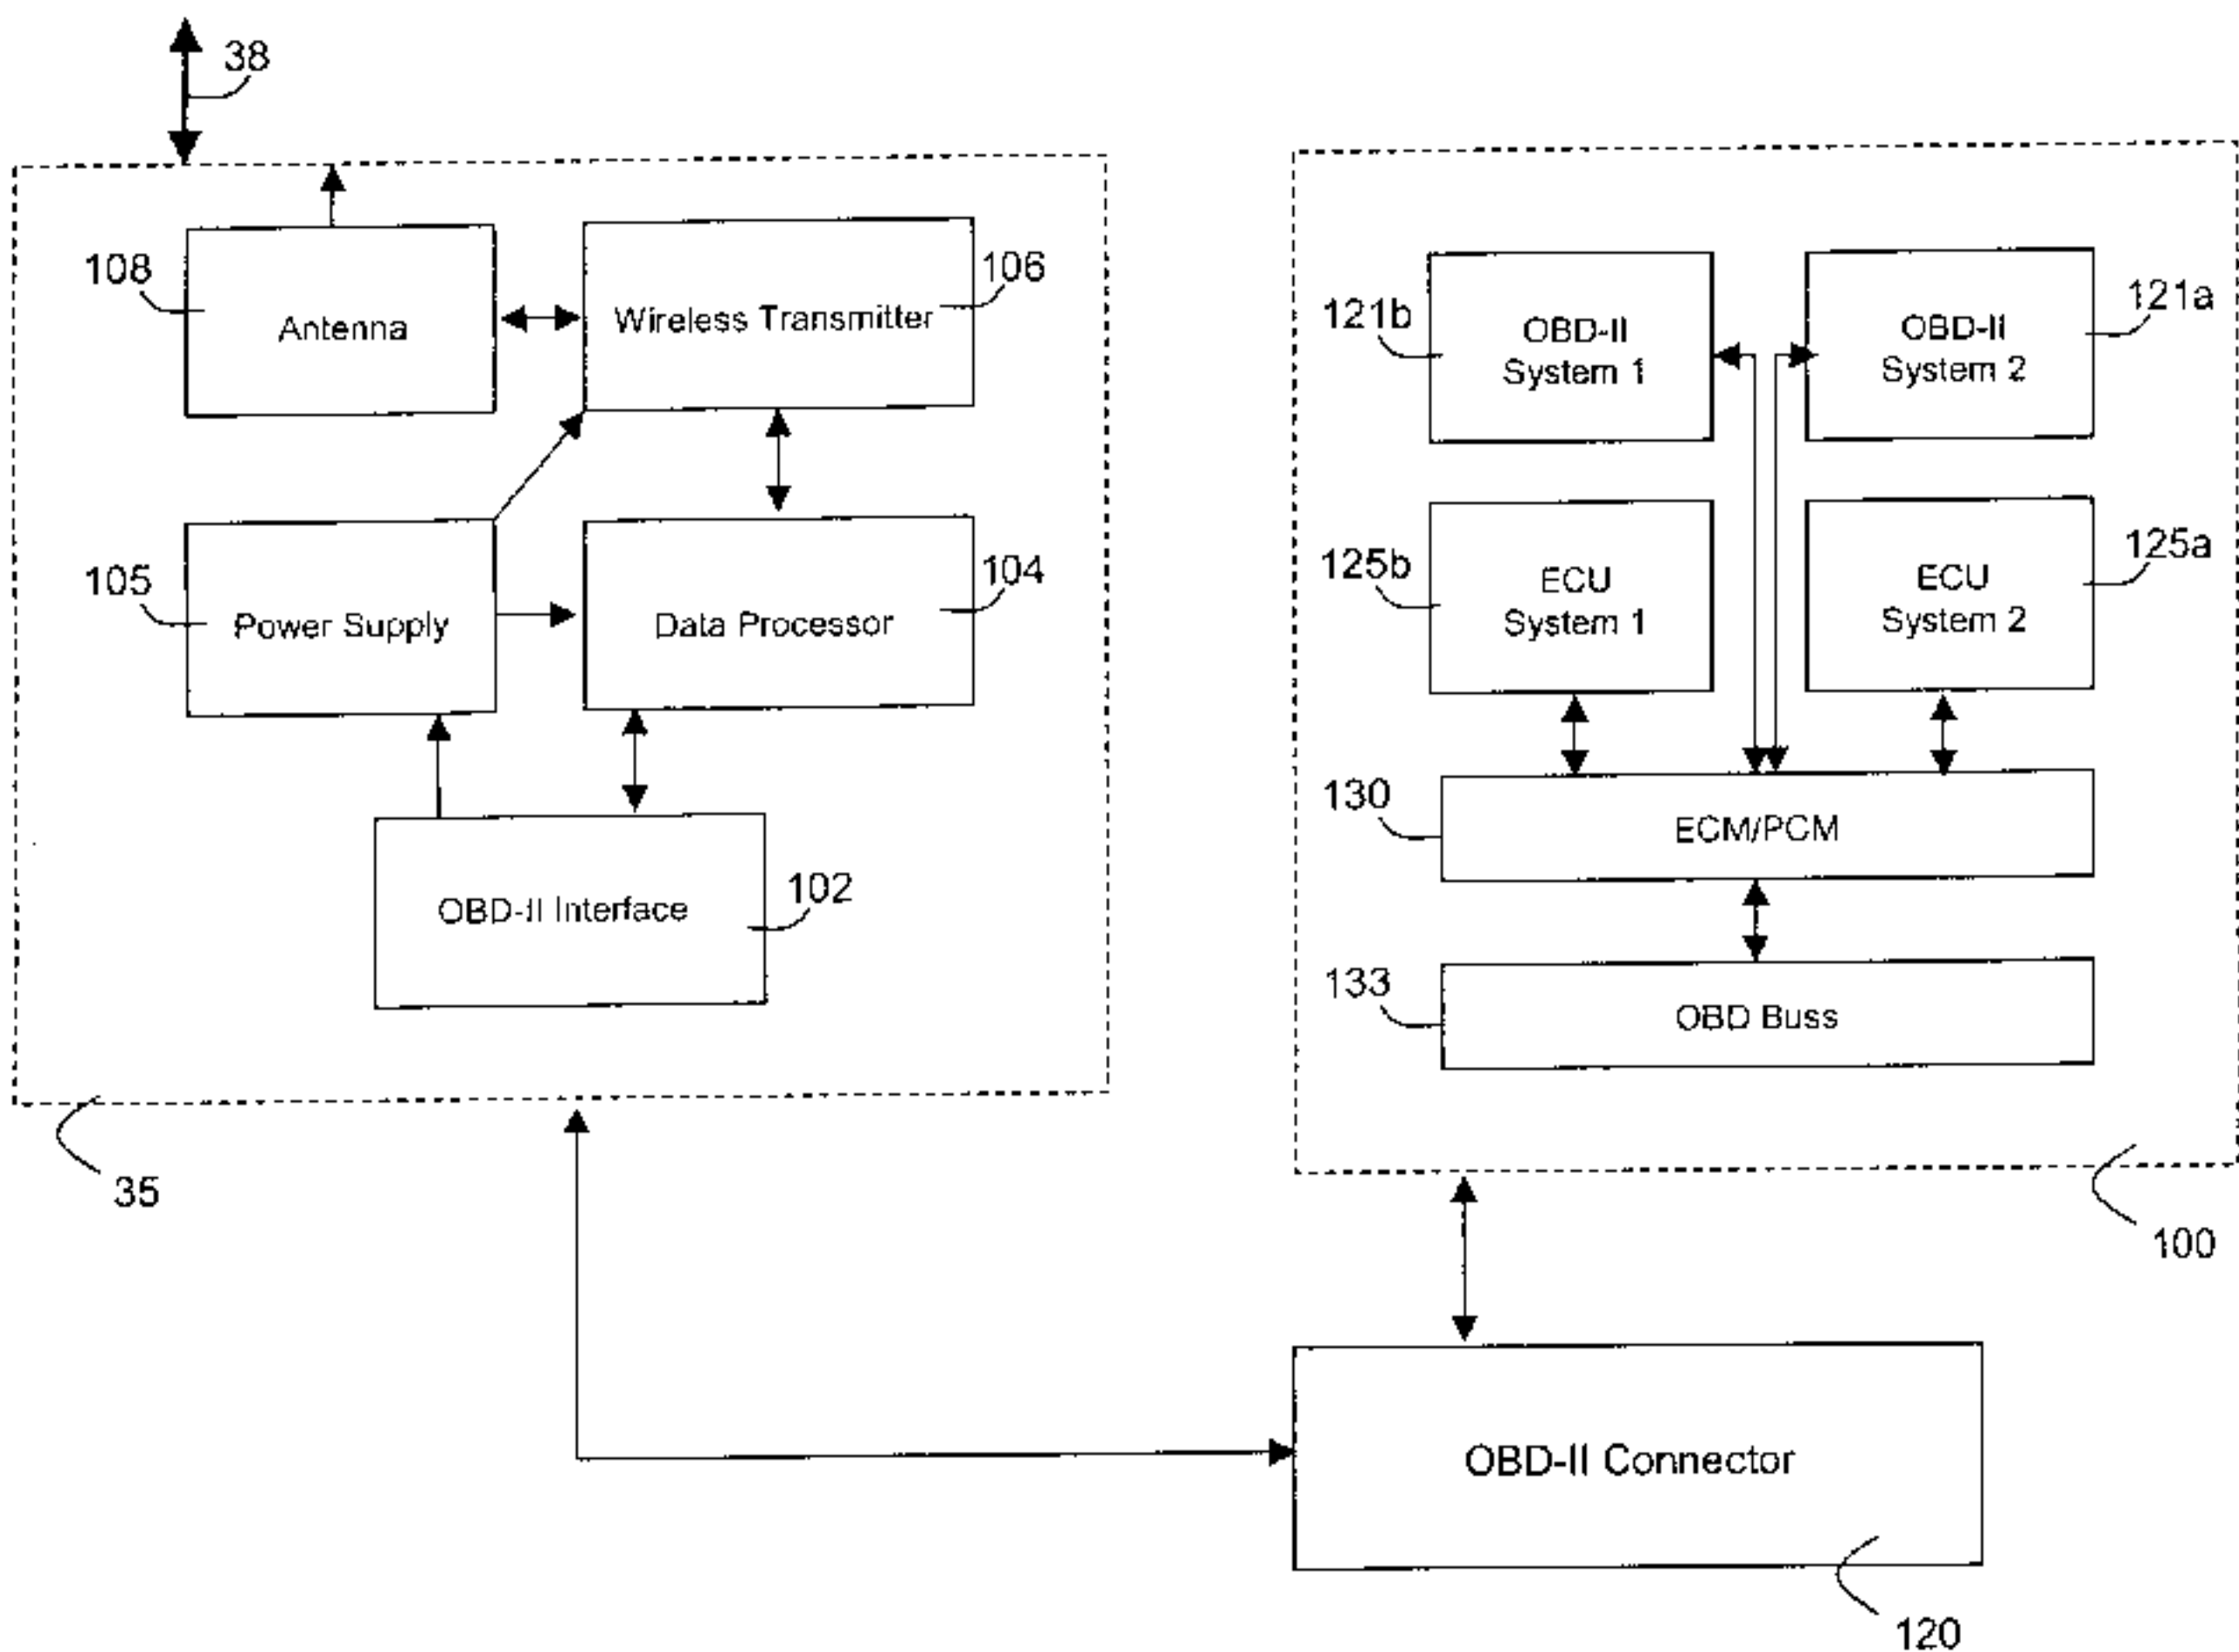 38
108
Antenna
Wireless Transmitter
106
105
Power Supply
Data Processor
104
OBD-II Interface
102
35
121b
OBD-II
System 1
OBD-II
System 2
121a
125b
ECU
System 1
ECU
System 2
125a
130
ECM/PCM
133
OBD Buss
100
OBD-II Connector
120